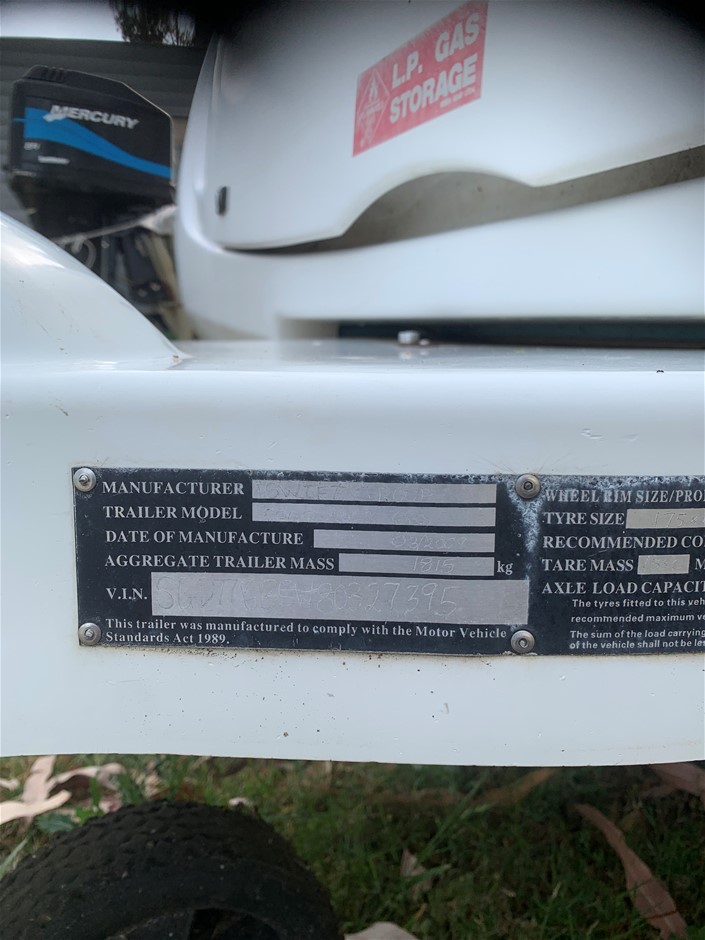 MERCURY
L.P. GAS
STORAGE
MANUFACTURER SWIFT
TRAILER MODEL
DATE OF MANUFACTURE
AGGREGATE TRAILER MASS 1815 kg
V.I.N.
This trailer was manufactured to comply with the Motor Vehicle
Standards Act 1989.
WHEEL RIM SIZE/PRO
TYRE SIZE
RECOMMENDED CO
TARE MASS M
AXLE LOAD CAPACIT
The tyres fitted to this veh
recommended maximum ve
The sum of the load carrying
of the vehicle shall not be les